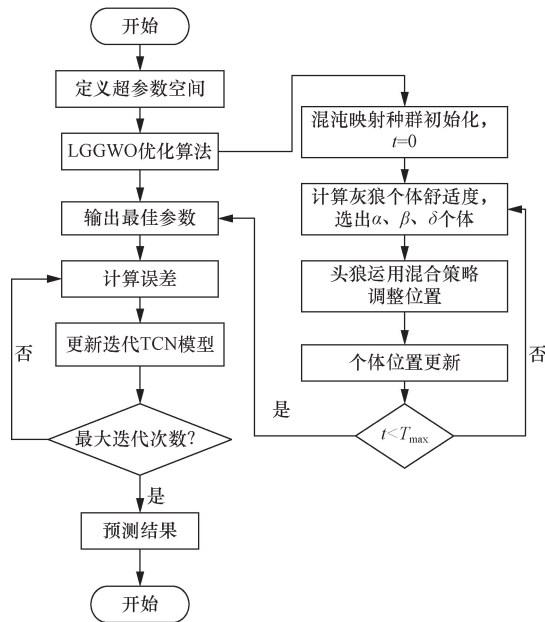 开始
定义超参数空间
LGGWO优化算法
输出最佳参数
计算误差
更新迭代TCN模型
否
最大迭代次数?
是
预测结果
开始
混沌映射种群初始化,
t=0
计算灰狼个体舒适度,
选出α、β、δ个体
头狼运用混合策略
调整位置
个体位置更新
否
是
t<Tmax